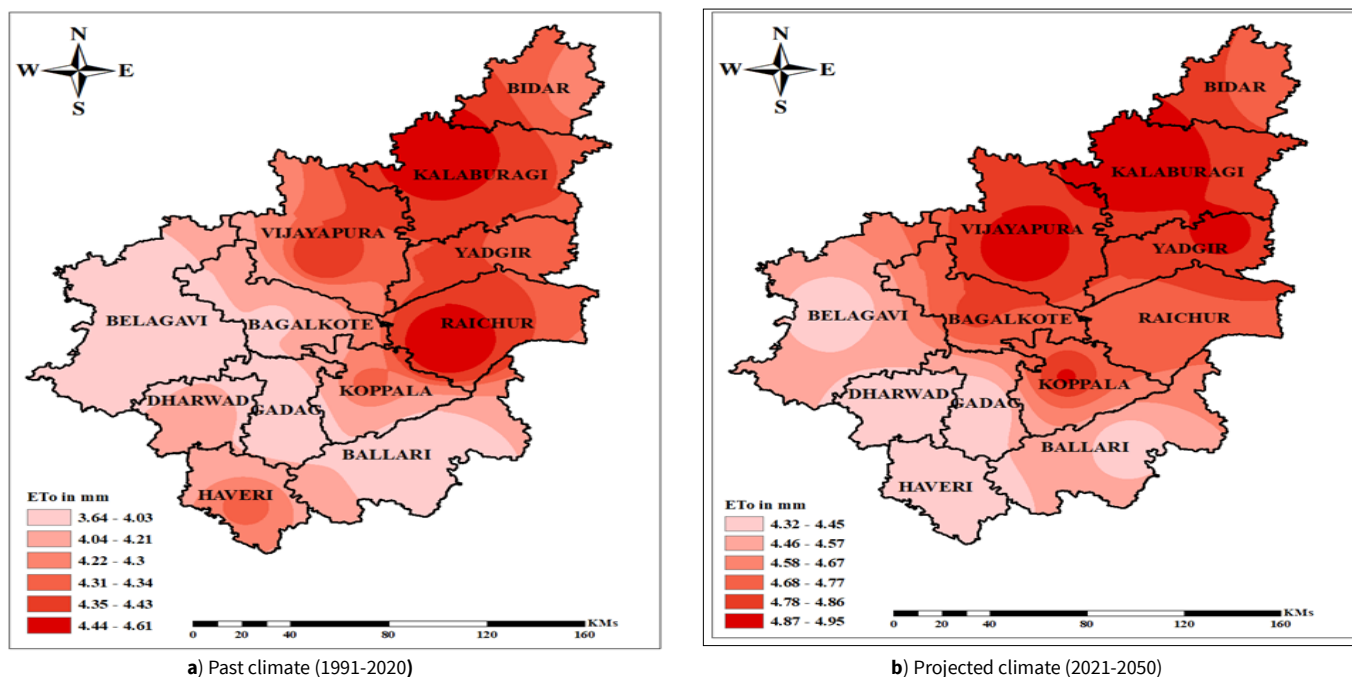 N
W E
S
BIDAR
KALABURAGI
VIJAYAPURA
YADGIR
BELAGAVI
BAGALKOTE
RAICHUR
KOPPALA
DHARWAD
GADAG
BALLARI
HAVERI
ETo in mm
3.64 - 4.03
4.04 - 4.21
4.22 - 4.3
4.31 - 4.34
4.35 - 4.43
4.44 - 4.61
KMs
0 20 40 80 120 160
a) Past climate (1991-2020)
N
W E
S
BIDAR
KALABURAGI
VIJAYAPURA
YADGIR
BELAGAVI
BAGALKOTE
RAICHUR
KOPPALA
DHARWAD
GADAG
BALLARI
HAVERI
ETo in mm
4.32 - 4.45
4.46 - 4.57
4.58 - 4.67
4.68 - 4.77
4.78 - 4.86
4.87 - 4.95
KMs
0 20 40 80 120 160
b) Projected climate (2021-2050)